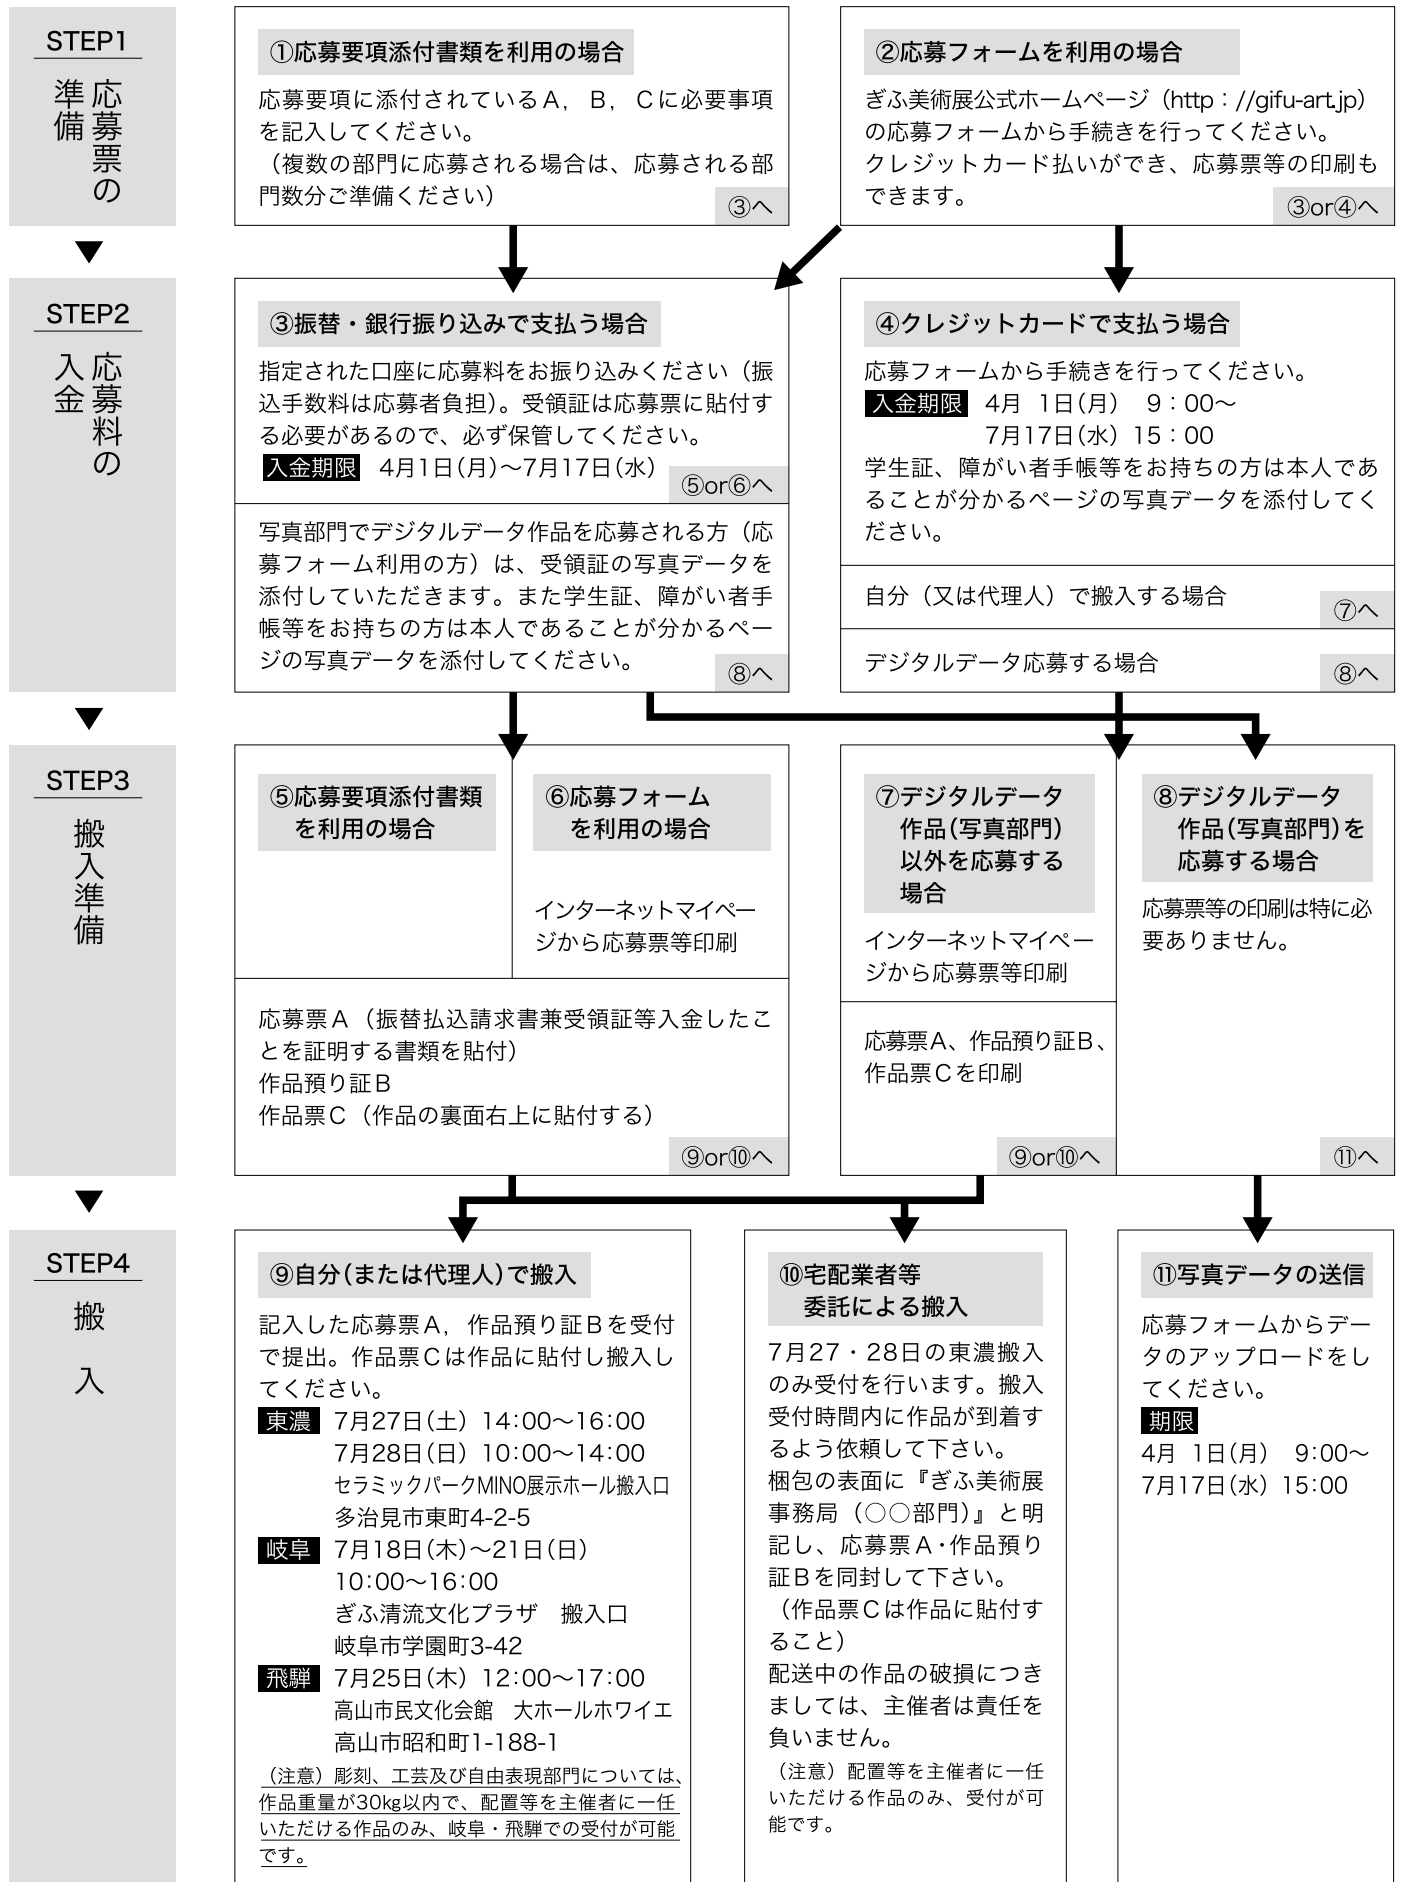 STEP1
応募票の
準備
①応募要項添付書類を利用の場合
応募要項に添付されているＡ，Ｂ，Ｃに必要事項
を記入してください。
（複数の部門に応募される場合は、応募される部
門数分ご準備ください）
③へ
②応募フォームを利用の場合
ぎふ美術展公式ホームページ（http：//gifu-art.jp）
の応募フォームから手続きを行ってください。
クレジットカード払いができ、応募票等の印刷も
できます。
③or④へ
STEP2
応募料の
入金
③振替・銀行振り込みで支払う場合
指定された口座に応募料をお振り込みください（振
込手数料は応募者負担）。受領証は応募票に貼付す
る必要があるので、必ず保管してください。
入金期限 4月1日(月)～7月17日(水)
⑤or⑥へ
写真部門でデジタルデータ作品を応募される方（応
募フォーム利用の方）は、受領証の写真データを
添付していただきます。また学生証、障がい者手
帳等をお持ちの方は本人であることが分かるペー
ジの写真データを添付してください。
⑧へ
④クレジットカードで支払う場合
応募フォームから手続きを行ってください。
入金期限 4月 1日(月) 9：00～
7月17日(水) 15：00
学生証、障がい者手帳等をお持ちの方は本人であ
ることが分かるページの写真データを添付してく
ださい。
自分（又は代理人）で搬入する場合
⑦へ
デジタルデータ応募する場合
⑧へ
STEP3
搬入準備
⑤応募要項添付書類
を利用の場合
⑥応募フォーム
を利用の場合
インターネットマイペー
ジから応募票等印刷
応募票Ａ（振替払込請求書兼受領証等入金したこ
とを証明する書類を貼付）
作品預り証Ｂ
作品票Ｃ（作品の裏面右上に貼付する）
⑨or⑩へ
⑦デジタルデータ
作品(写真部門)
以外を応募する
場合
インターネットマイペー
ジから応募票等印刷
応募票Ａ、作品預り証Ｂ、
作品票Ｃを印刷
⑨or⑩へ
⑧デジタルデータ
作品(写真部門)を
応募する場合
応募票等の印刷は特に必
要ありません。
⑪へ
STEP4
搬 入
⑨自分(または代理人)で搬入
記入した応募票Ａ，作品預り証Ｂを受付
で提出。作品票Ｃは作品に貼付し搬入し
てください。
東濃 7月27日(土) 14:00～16:00
7月28日(日) 10:00～14:00
セラミックパークMINO展示ホール搬入口
多治見市東町4-2-5
岐阜 7月18日(木)～21日(日)
10:00～16:00
ぎふ清流文化プラザ 搬入口
岐阜市学園町3-42
飛騨 7月25日(木) 12:00～17:00
高山市民文化会館 大ホールホワイエ
高山市昭和町1-188-1
（注意）彫刻、工芸及び自由表現部門については、
作品重量が30kg以内で、配置等を主催者に一任
いただける作品のみ、岐阜・飛騨での受付が可能
です。
⑩宅配業者等
委託による搬入
7月27・28日の東濃搬入
のみ受付を行います。搬入
受付時間内に作品が到着す
るよう依頼して下さい。
梱包の表面に『ぎふ美術展
事務局（○○部門）』と明
記し、応募票Ａ・作品預り
証Ｂを同封して下さい。
（作品票Ｃは作品に貼付す
ること）
配送中の作品の破損につき
ましては、主催者は責任を
負いません。
（注意）配置等を主催者に一任
いただける作品のみ、受付が可
能です。
⑪写真データの送信
応募フォームからデー
タのアップロードをし
てください。
期限
4月 1日(月) 9:00～
7月17日(水) 15:00